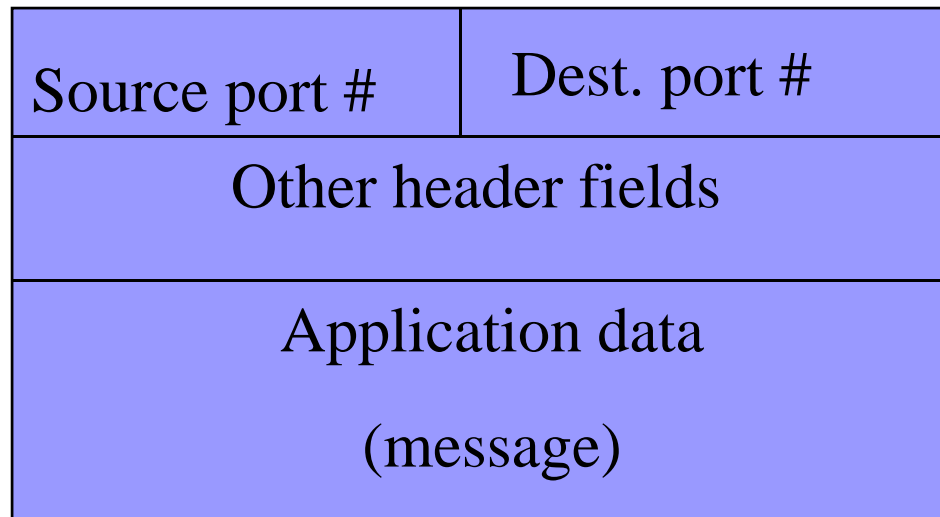 Source port #
Dest. port #
Other header fields
Application data
(message)